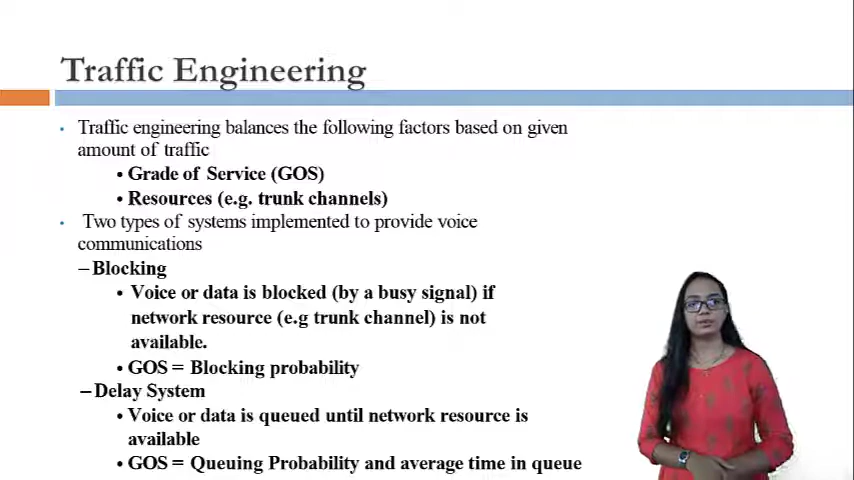 Traffic Engineering
• Traffic engineering balances the following factors based on given
amount of traffic
• Grade of Service (GOS)
• Resources (e.g. trunk channels)
• Two types of systems implemented to provide voice
communications
–Blocking
• Voice or data is blocked (by a busy signal) if
network resource (e.g trunk channel) is not
available.
• GOS = Blocking probability
–Delay System
• Voice or data is queued until network resource is
available
• GOS = Queuing Probability and average time in queue